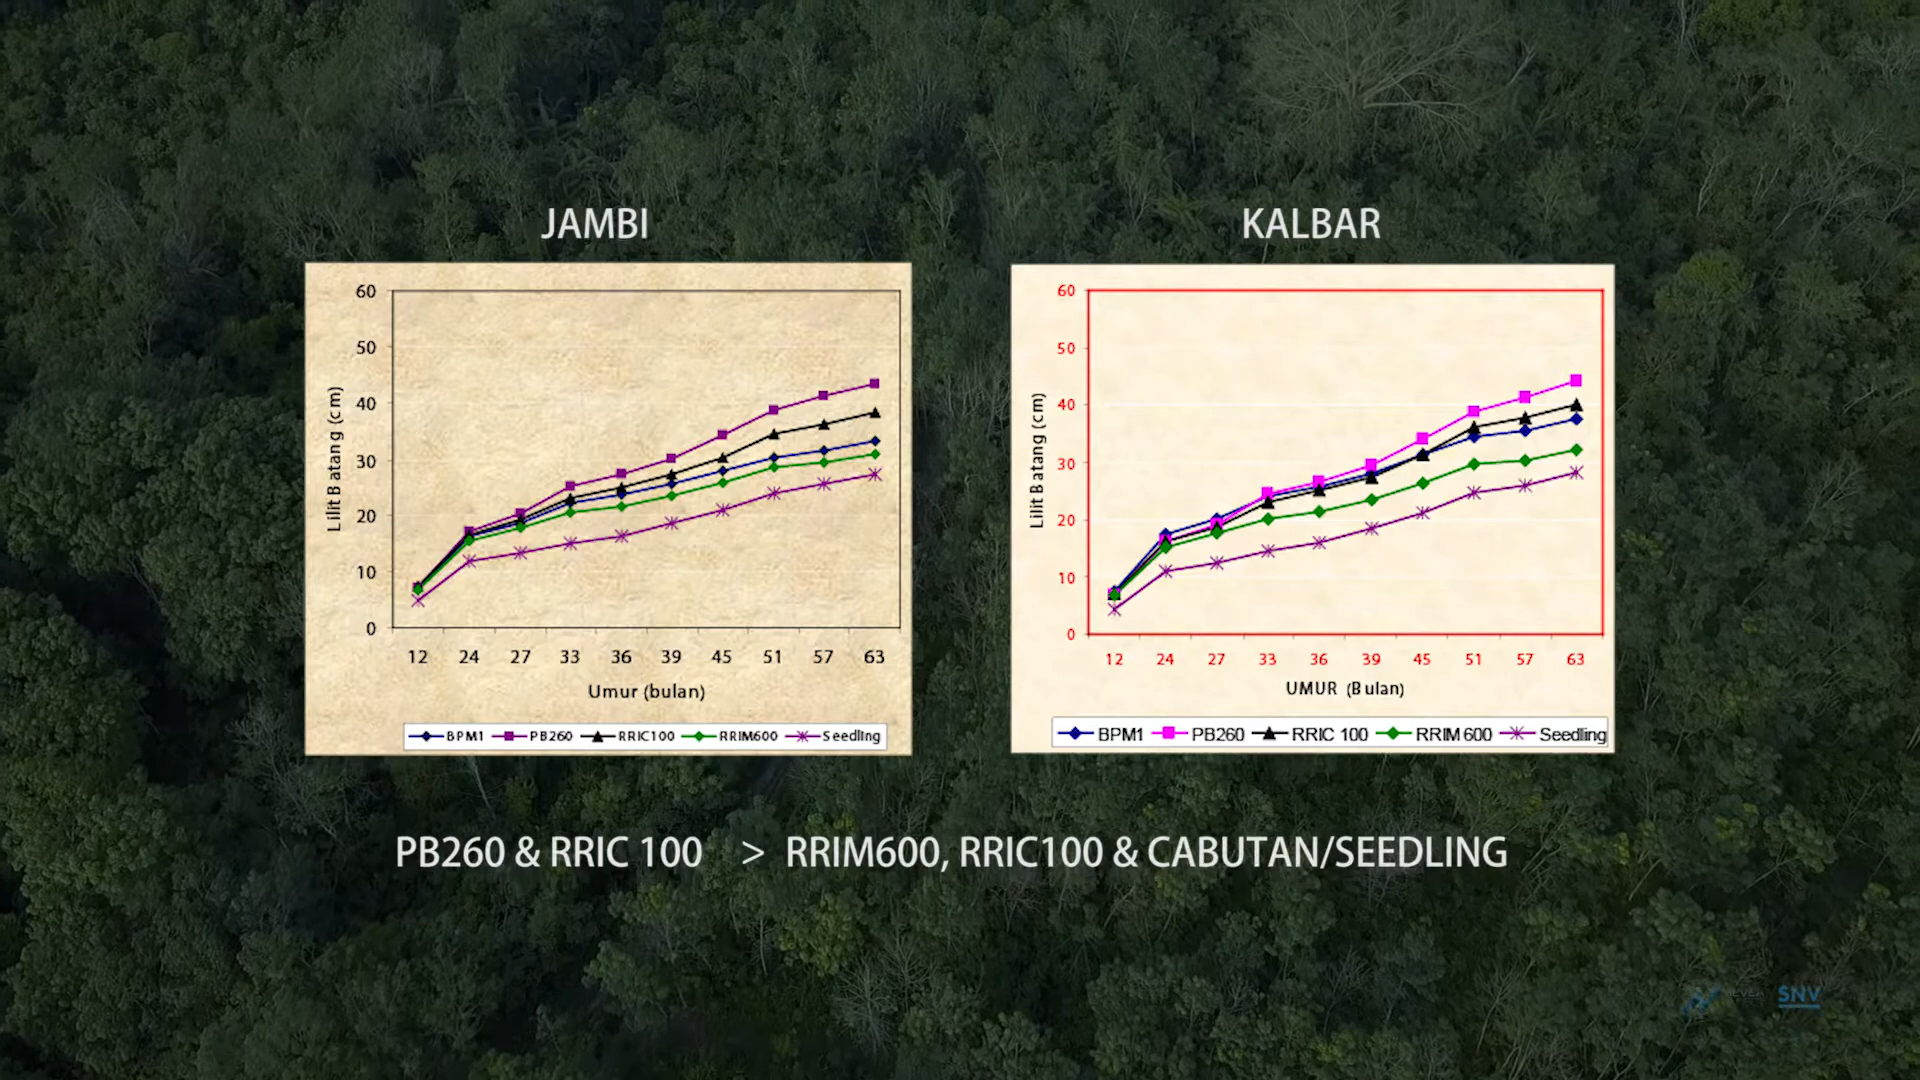 JAMBI
60
50
40
30
20
10
0
Lilit Batang (cm)
12 24 27 33 36 39 45 51 57 63
Umur (bulan)
BPM1 PB260 RRIC100 RRIM600 Seedling
KALBAR
60
50
40
30
20
10
0
Lilit Batang (cm)
12 24 27 33 36 39 45 51 57 63
UMUR (Bulan)
BPM1 PB260 RRIC 100 RRIM 600 Seedling
PB260 & RRIC 100 > RRIM600, RRIC100 & CABUTAN/SEEDLING
SNV